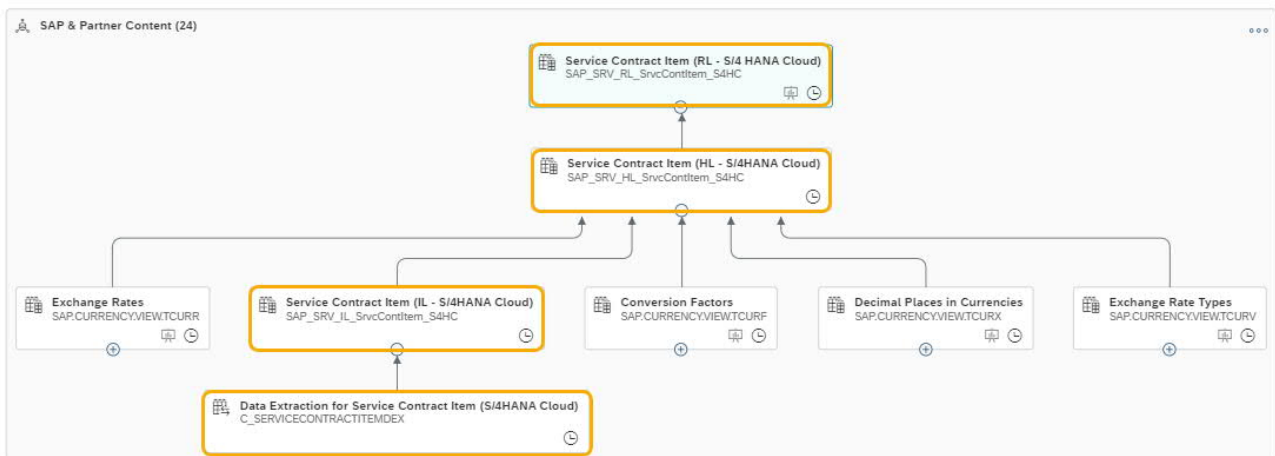 SAP & Partner Content (24)
Service Contract Item (RL - S/4 HANA Cloud)
SAP_SRV_RL_SrvcContItem_S4HC
Service Contract Item (HL - S/4HANA Cloud)
SAP_SRV_HL_SrvcContItem_S4HC
Exchange Rates
SAP.CURRENCY.VIEW.TCURR
Service Contract Item (IL - S/4HANA Cloud)
SAP_SRV_IL_SrvcContItem_S4HC
Conversion Factors
SAP.CURRENCY.VIEW.TCURF
Decimal Places in Currencies
SAP.CURRENCY.VIEW.TCURX
Exchange Rate Types
SAP.CURRENCY.VIEW.TCURV
Data Extraction for Service Contract Item (S/4HANA Cloud)
C_SERVICECONTRACTITEMDEX